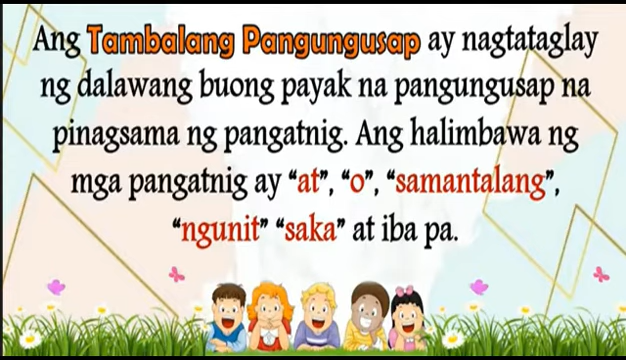 Ang Tambalang Pangungusap ay nagtataglay
ng dalawang buong payak na pangungusap na
pinagsama ng pangatnig. Ang halimbawa ng
mga pangatnig ay “at”, “o”, “samantalang”,
“ngunit” “saka” at iba pa.